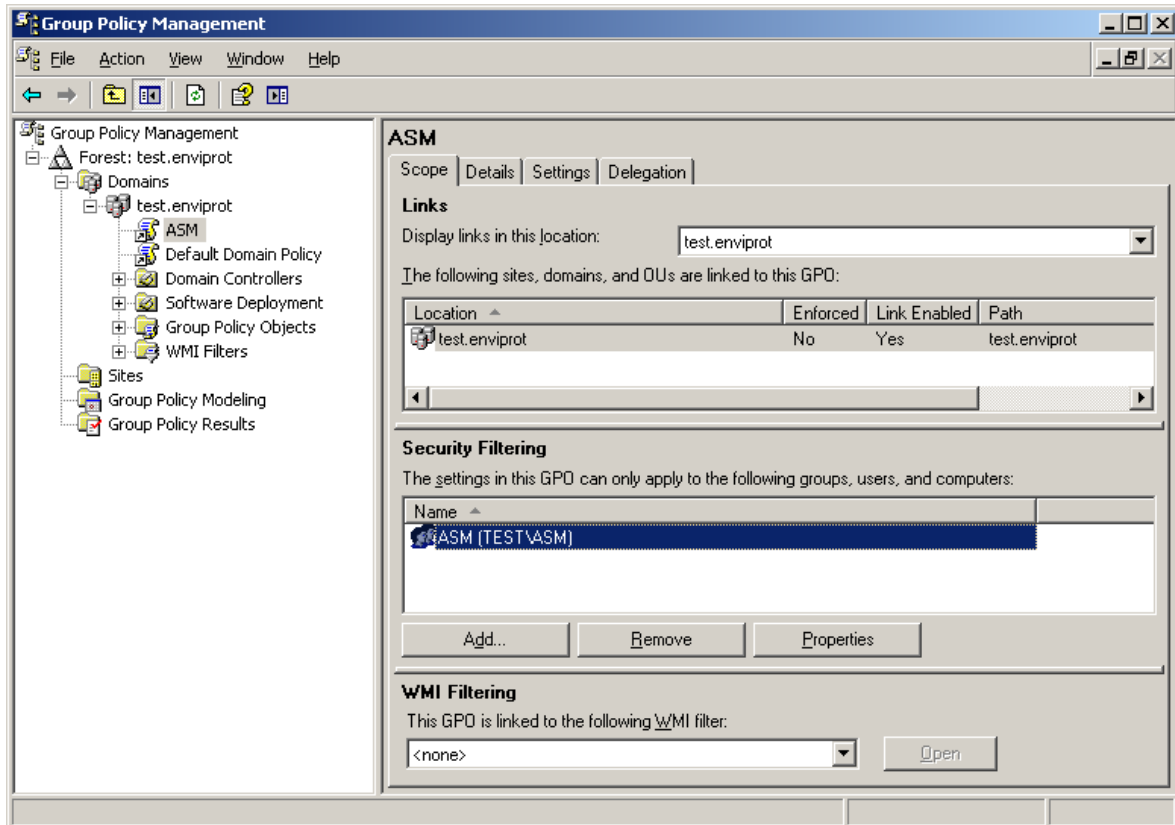 Group Policy Management
File Action View Window Help
Group Policy Management
Forest: test.enviprot
Domains
test.enviprot
ASM
Default Domain Policy
Domain Controllers
Software Deployment
Group Policy Objects
WMI Filters
Sites
Group Policy Modeling
Group Policy Results
ASM
Scope Details Settings Delegation
Links
Display links in this location: test.enviprot
The following sites, domains, and OUs are linked to this GPO:
Location Enforced Link Enabled Path
test.enviprot No Yes test.enviprot
Security Filtering
The settings in this GPO can only apply to the following groups, users, and computers:
Name
ASM (TEST\ASM)
Add... Remove Properties
WMI Filtering
This GPO is linked to the following WMI filter:
<none> Open